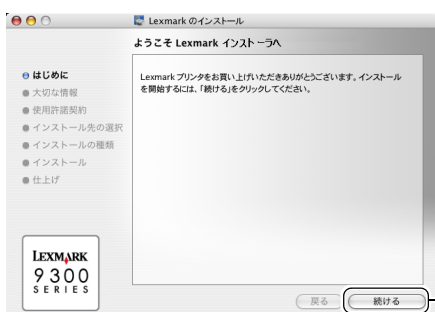 Lexmark のインストール
ようこそ Lexmark インストーラへ
はじめに
大切な情報
使用許諾契約
インストール先の選択
インストールの種類
インストール
仕上げ
Lexmark プリンタをお買い上げいただきありがとうございます。インストール
を開始するには、「続ける」をクリックしてください。
LEXMARK
9300
SERIES
戻る
続ける